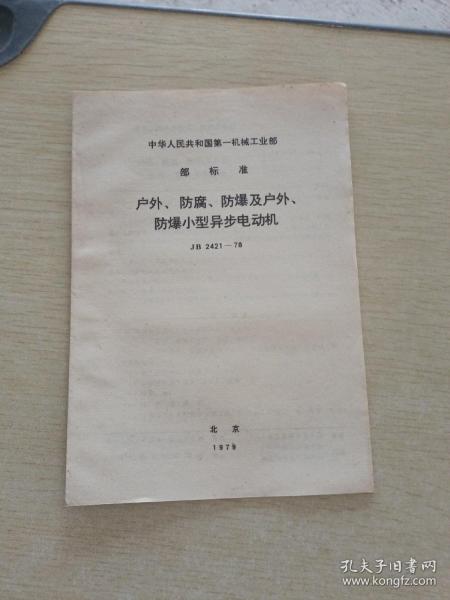 中华人民共和国第一机械工业部
部标准
户外、防腐、防爆及户外、
防爆小型异步电动机
JB 2421—78
北京
1979
孔夫子旧书网
www.kongfz.com